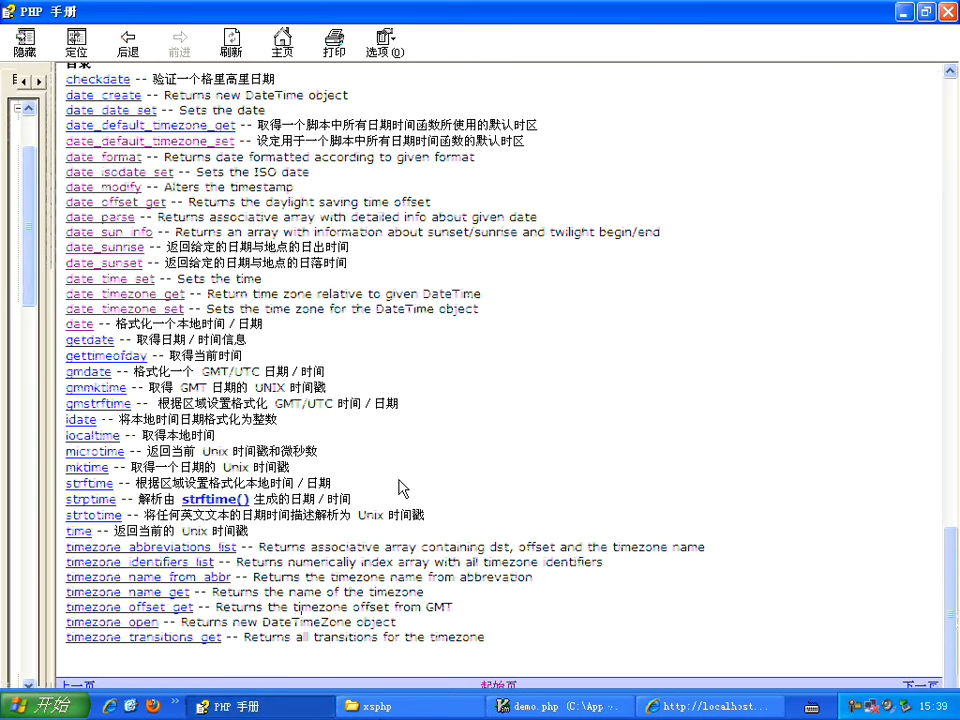 PHP 手册
隐藏 定位 后退 前进 刷新 主页 打印 选项(O)
目录
checkdate -- 验证一个格里高里日期
date_create -- Returns new DateTime object
date_date_set -- Sets the date
date_default_timezone_get -- 取得一个脚本中所有日期时间函数所使用的默认时区
date_default_timezone_set -- 设定用于一个脚本中所有日期时间函数的默认时区
date_format -- Returns date formatted according to given format
date_isodate_set -- Sets the ISO date
date_modify -- Alters the timestamp
date_offset_get -- Returns the daylight saving time offset
date_parse -- Returns associative array with detailed info about given date
date_sun_info -- Returns an array with information about sunset/sunrise and twilight begin/end
date_sunrise -- 返回给定的日期与地点的日出时间
date_sunset -- 返回给定的日期与地点的日落时间
date_time_set -- Sets the time
date_timezone_get -- Return time zone relative to given DateTime
date_timezone_set -- Sets the time zone for the DateTime object
date -- 格式化一个本地时间／日期
getdate -- 取得日期／时间信息
gettimeofday -- 取得当前时间
gmdate -- 格式化一个 GMT/UTC 日期／时间
gmmktime -- 取得 GMT 日期的 UNIX 时间戳
gmstrftime -- 根据区域设置格式化 GMT/UTC 时间／日期
idate -- 将本地时间日期格式化为整数
localtime -- 取得本地时间
microtime -- 返回当前 Unix 时间戳和微秒数
mktime -- 取得一个日期的 Unix 时间戳
strftime -- 根据区域设置格式化本地时间／日期
strptime -- 解析由 strftime() 生成的日期／时间
strtotime -- 将任何英文文本的日期时间描述解析为 Unix 时间戳
time -- 返回当前的 Unix 时间戳
timezone_abbreviations_list -- Returns associative array containing dst, offset and the timezone name
timezone_identifiers_list -- Returns numerically index array with all timezone identifiers
timezone_name_from_abbr -- Returns the timezone name from abbrevation
timezone_name_get -- Returns the name of the timezone
timezone_offset_get -- Returns the timezone offset from GMT
timezone_open -- Returns new DateTimeZone object
timezone_transitions_get -- Returns all transitions for the timezone
上一页 起始页 下一页
开始 PHP 手册 xsphp demo.php (C:\App ... http://localhost... 15:39